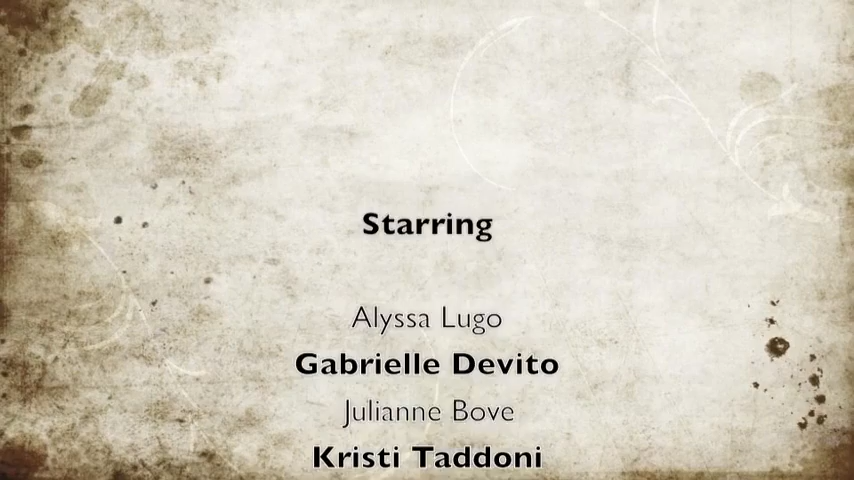 Starring
Alyssa Lugo
Gabrielle Devito
Julianne Bove
Kristi Taddoni